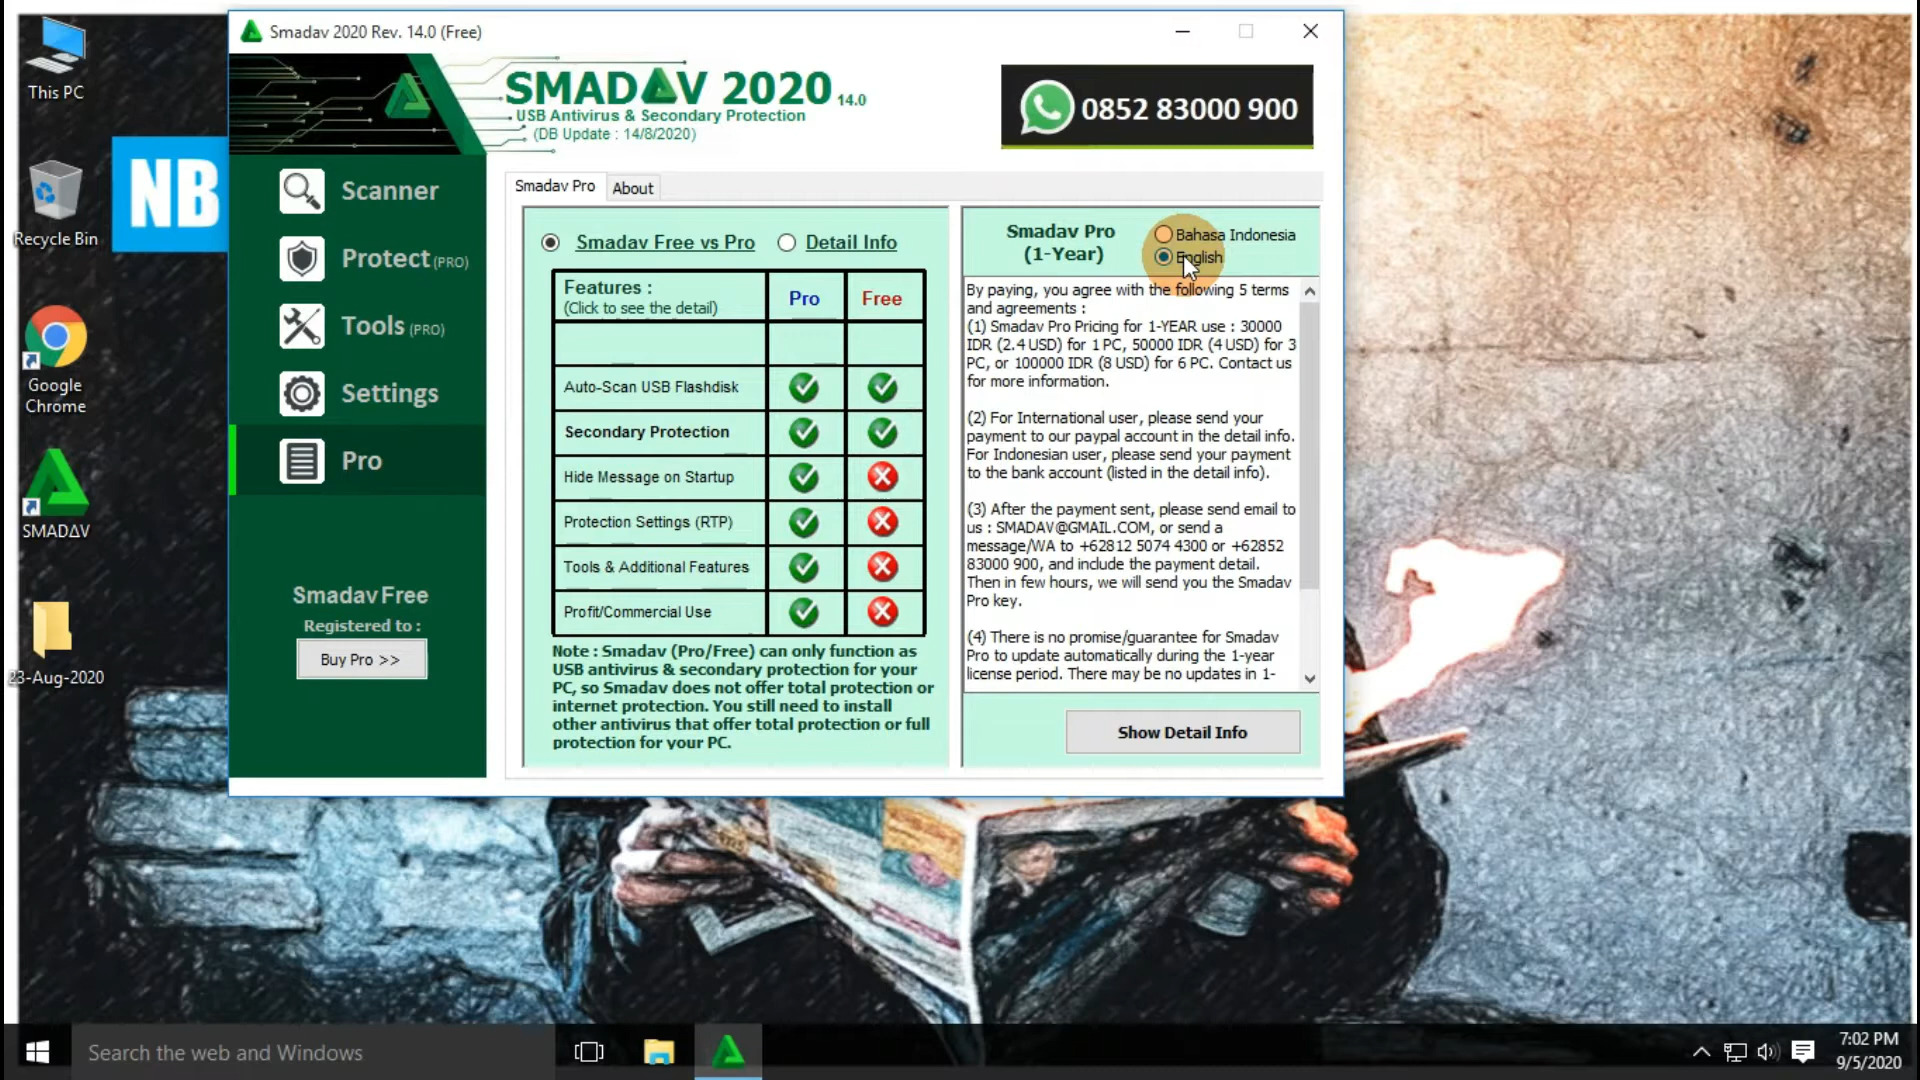 This PC
Recycle Bin
Google
Chrome
SMADΔV
23-Aug-2020
NB
Smadav 2020 Rev. 14.0 (Free)
SMADΔV 2020 14.0
USB Antivirus & Secondary Protection
(DB Update : 14/8/2020)
0852 83000 900
Scanner
Protect (PRO)
Tools (PRO)
Settings
Pro
Smadav Free
Registered to :
Buy Pro >>
Smadav Pro
About
Smadav Free vs Pro
Detail Info
Features :
(Click to see the detail)
Pro
Free
Auto-Scan USB Flashdisk
Secondary Protection
Hide Message on Startup
Protection Settings (RTP)
Tools & Additional Features
Profit/Commercial Use
Note : Smadav (Pro/Free) can only function as
USB antivirus & secondary protection for your
PC, so Smadav does not offer total protection or
internet protection. You still need to install
other antivirus that offer total protection or full
protection for your PC.
Smadav Pro
(1-Year)
Bahasa Indonesia
English
By paying, you agree with the following 5 terms
and agreements :
(1) Smadav Pro Pricing for 1-YEAR use : 30000
IDR (2.4 USD) for 1 PC, 50000 IDR (4 USD) for 3
PC, or 100000 IDR (8 USD) for 6 PC. Contact us
for more information.
(2) For International user, please send your
payment to our paypal account in the detail info.
For Indonesian user, please send your payment
to the bank account (listed in the detail info).
(3) After the payment sent, please send email to
us : SMADAV@GMAIL.COM, or send a
message/WA to +62812 5074 4300 or +62852
83000 900, and include the payment detail.
Then in few hours, we will send you the Smadav
Pro key.
(4) There is no promise/guarantee for Smadav
Pro to update automatically during the 1-year
license period. There may be no updates in 1-
Show Detail Info
Search the web and Windows
7:02 PM
9/5/2020